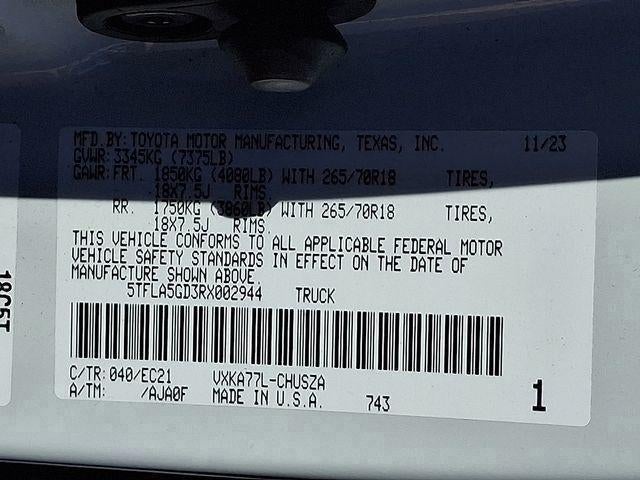 MFD.BY: TOYOTA MOTOR MANUFACTURING, TEXAS, INC. 11/23
GVWR: 3345KG (7375LB)
GAWR: FRT. 1850KG (4080LB) WITH 265/70R18 TIRES,
18X7.5J RIMS.
RR. 1750KG (3860LB) WITH 265/70R18 TIRES,
18X7.5J RIMS.
THIS VEHICLE CONFORMS TO ALL APPLICABLE FEDERAL MOTOR
VEHICLE SAFETY STANDARDS IN EFFECT ON THE DATE OF
MANUFACTURE SHOWN ABOVE.
5TFLA5GD3RX002944 TRUCK
C/TR: 040/EC21 VXKA77L-CHUSZA
A/TM: /AJA0F MADE IN U.S.A. 743 1